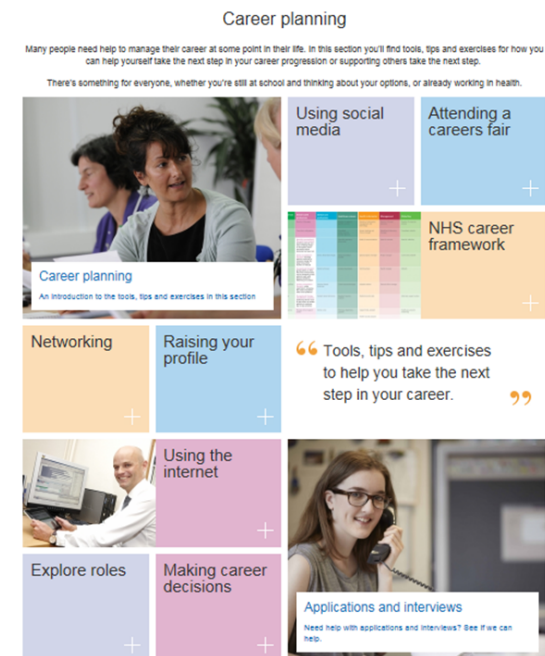 Career planning
Many people need help to manage their career at some point in their life. In this section you'll find tools, tips and exercises for how you
can help yourself take the next step in your career progression or supporting others take the next step.
There's something for everyone, whether you're still at school and thinking about your options, or already working in health.
Using social
media
Attending a
careers fair
Career planning
An introduction to the tools, tips and exercises in this section
NHS career
framework
Networking
Raising your
profile
“ Tools, tips and exercises
to help you take the next
step in your career. ”
Using the
internet
Explore roles
Making career
decisions
Applications and interviews
Need help with applications and interviews? See if we can
help.